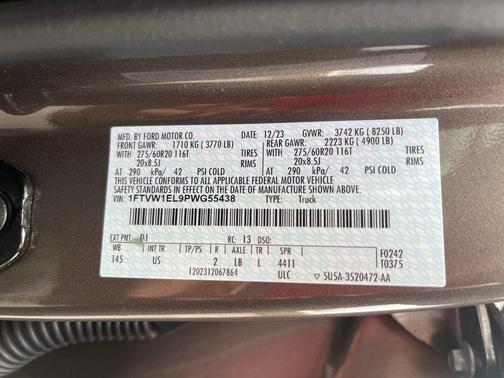 MFD. BY FORD MOTOR CO. DATE: 12/23 GVWR: 3742 KG ( 8250 LB)
FRONT GAWR: 1710 KG ( 3770 LB) REAR GAWR: 2223 KG ( 4900 LB)
WITH 275/60R20 116T TIRES WITH 275/60R20 116T TIRES
20x8.5J RIM 20x8.5J RIM
AT 290 kPa/ 42 PSI COLD AT 290 kPa/ 42 PSI COLD
THIS VEHICLE CONFORMS TO ALL APPLICABLE FEDERAL MOTOR VEHICLE SAFETY AND THEFT PREVENTION STANDARDS IN EFFECT ON THE DATE OF MANUFACTURE SHOWN ABOVE.
VIN: 1FTVW1EL9PWG55438 TYPE: Truck
EXT PNT: D1 RC: 13 DSO: F0242
WB INT TR TP/PS R AXLE TR SPR T0375
145 US 2 LB L 4411
1202312067864 ULC 5U5A-3520472-AA